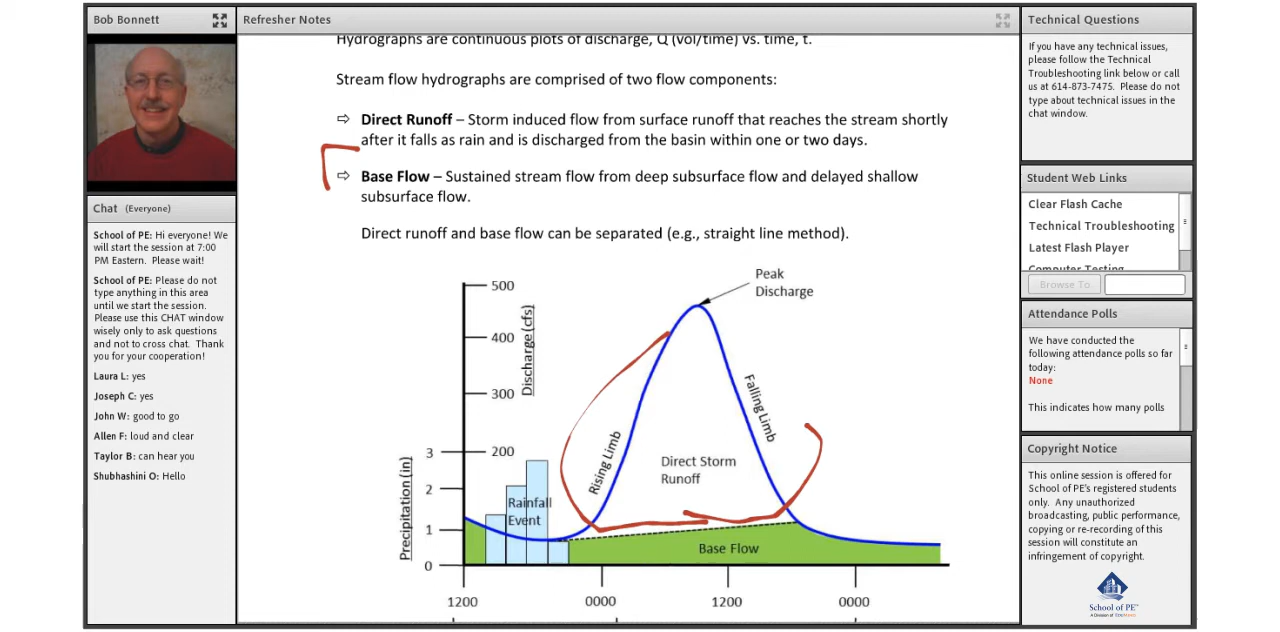 Bob Bonnett
Refresher Notes
Technical Questions
Hydrographs are continuous plots of discharge, Q (vol/time) vs. time, t.
Stream flow hydrographs are comprised of two flow components:
⇨ Direct Runoff – Storm induced flow from surface runoff that reaches the stream shortly
after it falls as rain and is discharged from the basin within one or two days.
⇨ Base Flow – Sustained stream flow from deep subsurface flow and delayed shallow
subsurface flow.
Direct runoff and base flow can be separated (e.g., straight line method).
Peak
Discharge
500
400
300
200
Discharge (cfs)
3
2
1
0
Precipitation (in)
Rainfall
Event
Rising Limb
Falling Limb
Direct Storm
Runoff
Base Flow
1200
0000
1200
0000
Chat (Everyone)
School of PE: Hi everyone! We
will start the session at 7:00
PM Eastern. Please wait!
School of PE: Please do not
type anything in this area
until we start the session.
Please use this CHAT window
wisely only to ask questions
and not to cross chat. Thank
you for your cooperation!
Laura L: yes
Joseph C: yes
John W: good to go
Allen F: loud and clear
Taylor B: can hear you
Shubhashini O: Hello
If you have any technical issues,
please follow the Technical
Troubleshooting link below or call
us at 614-873-7475. Please do not
type about technical issues in the
chat window.
Student Web Links
Clear Flash Cache
Technical Troubleshooting
Latest Flash Player
Computer Testing
Browse To
Attendance Polls
We have conducted the
following attendance polls so far
today:
None
This indicates how many polls
Copyright Notice
This online session is offered for
School of PE's registered students
only. Any unauthorized
broadcasting, public performance,
copying or re-recording of this
session will constitute an
infringement of copyright.
School of PE